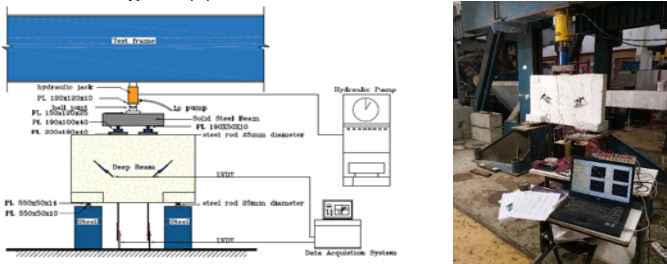 Test frame
hydraulic jack
PL 120x120x10
Hydraulic Pump
ball joint
to pump
PL 150x120x25
Solid Steel Beam
PL 190x100x40
PL 190X50X10
PL 200x190x40
steel rod 25mm diameter
Deep Beam
LVDT
PL 550x50x14
steel rod 25mm diameter
PL 550x50x10
Steel
Steel
LVDT
Data Acquistion System